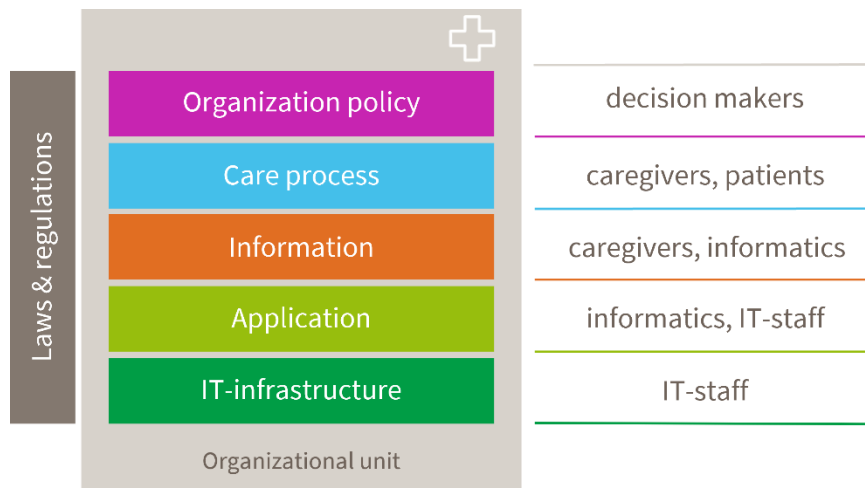 Laws & regulations
Organization policy
decision makers
Care process
caregivers, patients
Information
caregivers, informatics
Application
informatics, IT-staff
IT-infrastructure
IT-staff
Organizational unit